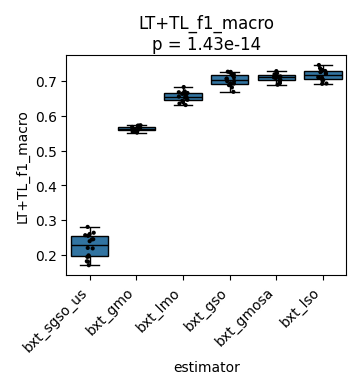 LT+TL_f1_macro
p = 1.43e-14
LT+TL_f1_macro
0.7
0.6
0.5
0.4
0.3
0.2
bxt_sgso_us
bxt_gmo
bxt_lmo
bxt_gso
bxt_gmosa
bxt_lso
estimator